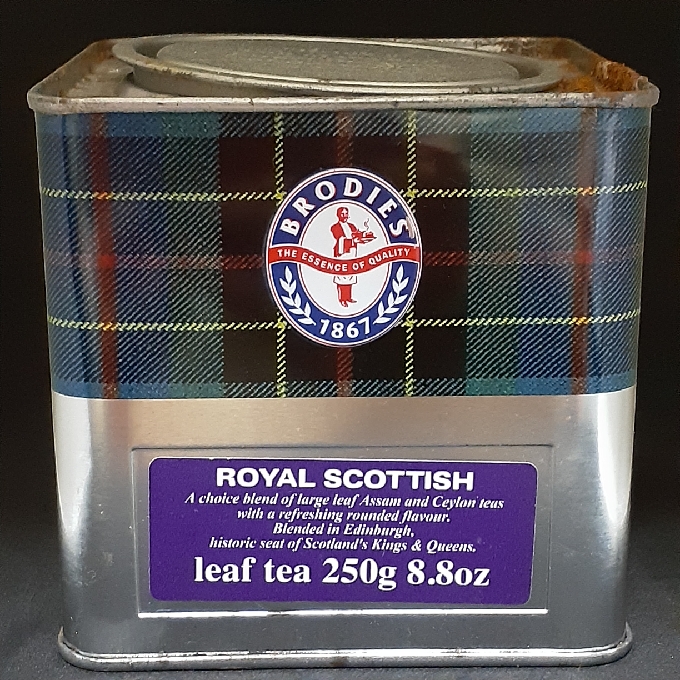 BRODIES
THE ESSENCE OF QUALITY
1867
ROYAL SCOTTISH
A choice blend of large leaf Assam and Ceylon teas
with a refreshing rounded flavour.
Blended in Edinburgh,
historic seat of Scotland's Kings & Queens.
leaf tea 250g 8.8oz